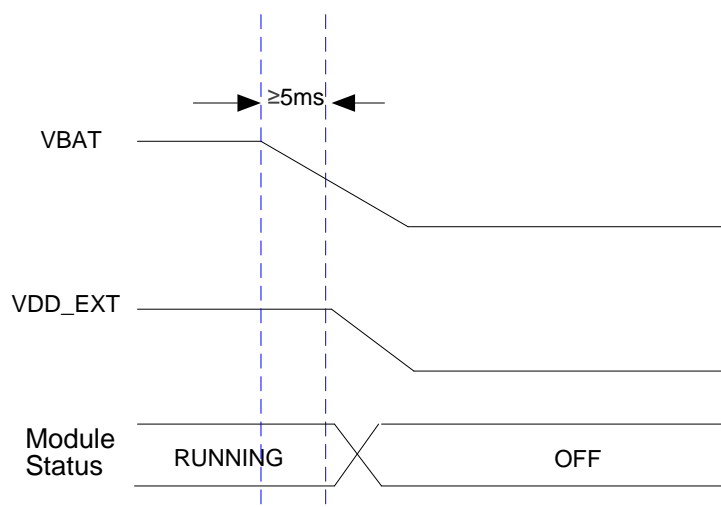 ≥5ms
VBAT
VDD_EXT
Module
Status
RUNNING
OFF